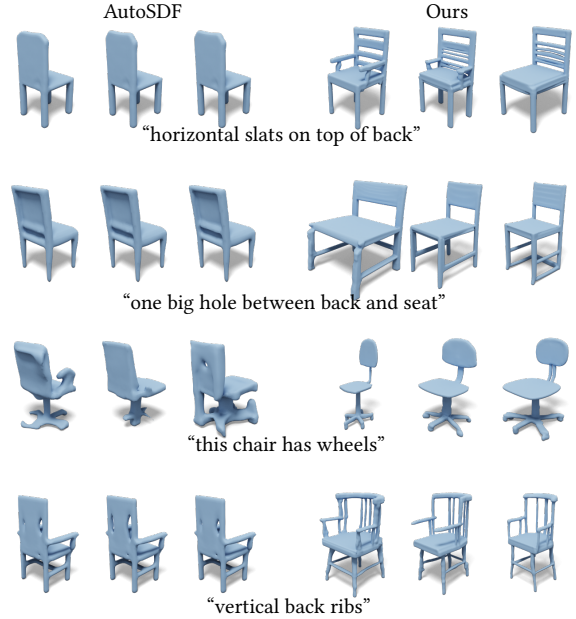 AutoSDF Ours
“horizontal slats on top of back”
“one big hole between back and seat”
“this chair has wheels”
“vertical back ribs”